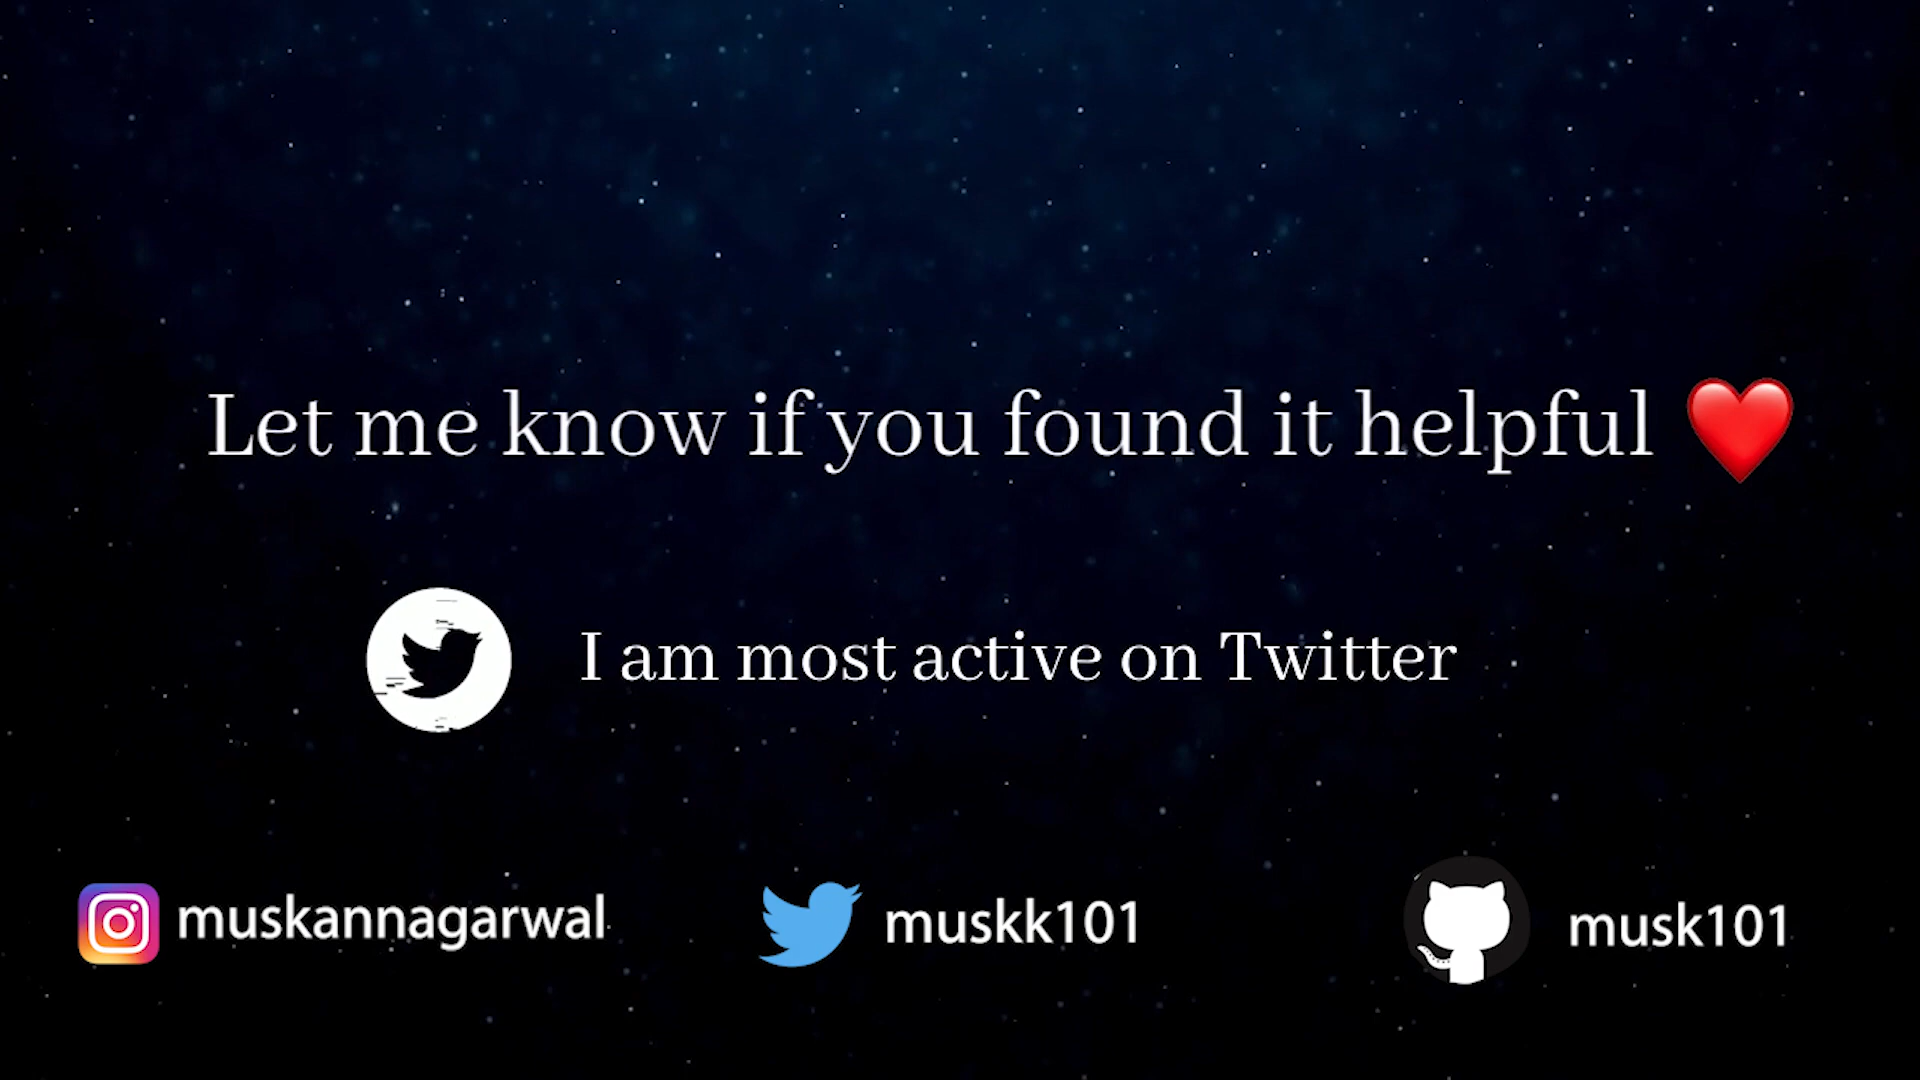 Let me know if you found it helpful ❤️
I am most active on Twitter
muskannagarwal
muskk101
musk101